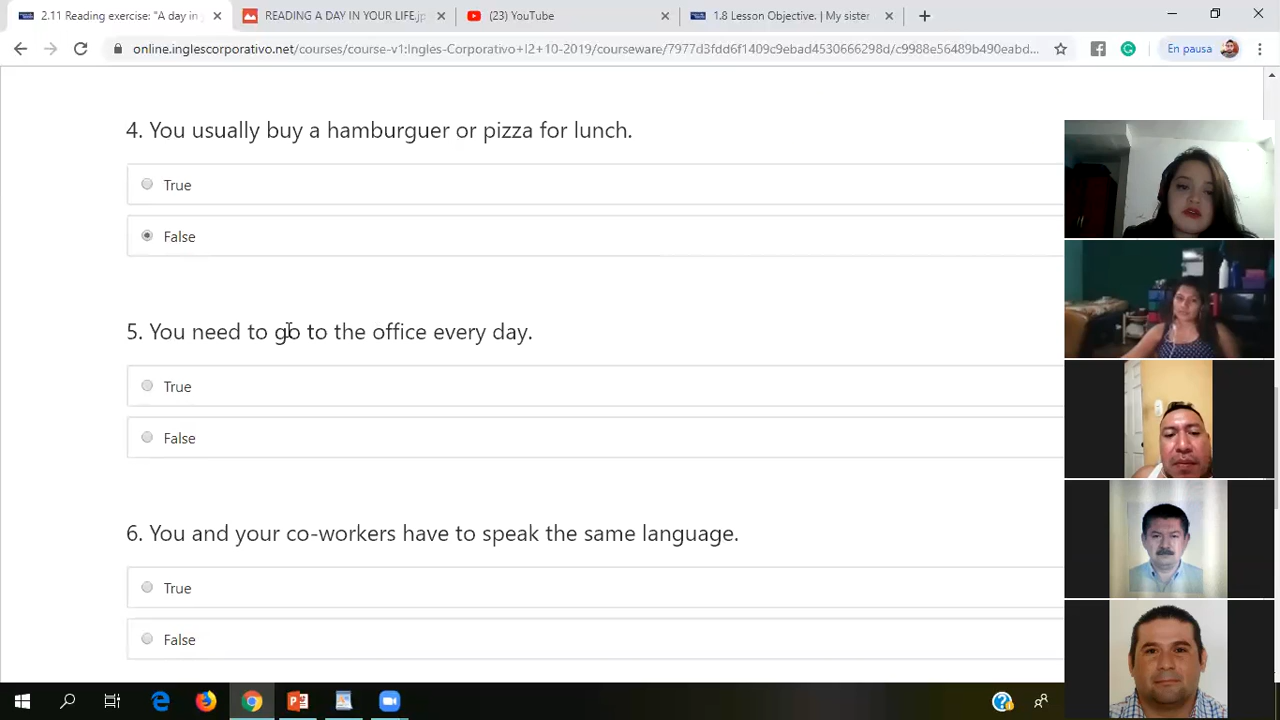 2.11 Reading exercise: "A day in y
READING A DAY IN YOUR LIFE.jp
(23) YouTube
1.8 Lesson Objective. | My sister
online.inglescorporativo.net/courses/course-v1:Ingles-Corporativo+I2+10-2019/courseware/7977d3fdd6f1409c9ebad4530666298d/c9988e56489b490eabd...
En pausa
4. You usually buy a hamburguer or pizza for lunch.
True
False
5. You need to go to the office every day.
True
False
6. You and your co-workers have to speak the same language.
True
False